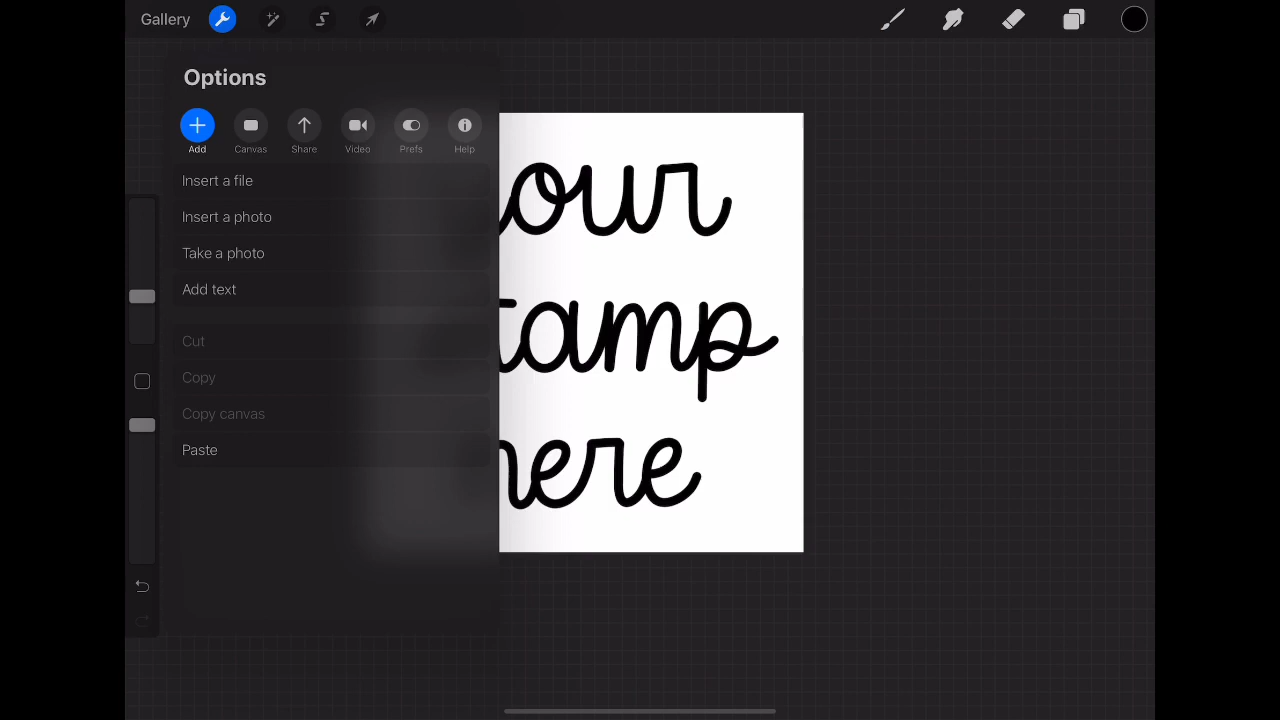 Gallery
Options
Add Canvas Share Video Prefs Help
Insert a file
Insert a photo
Take a photo
Add text
Cut
Copy
Copy canvas
Paste
our
tamp
here